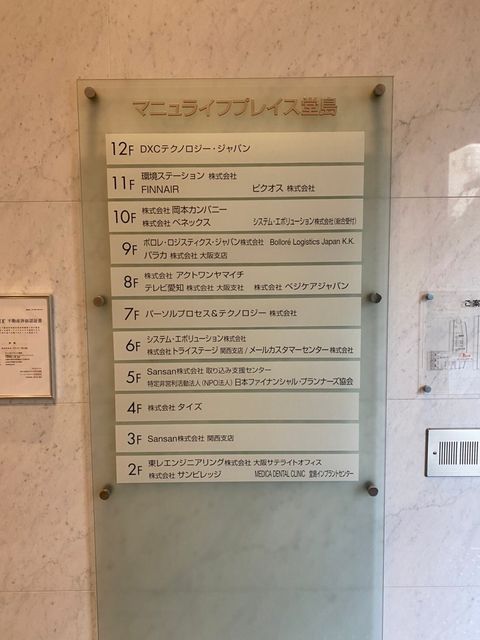 マニュライフプレイス堂島
12F DXCテクノロジー・ジャパン
11F 環境ステーション 株式会社
FINNAIR ピクオス 株式会社
10F 株式会社 岡本カンパニー
株式会社 ベネックス システム・エボリューション株式会社(総合受付)
9F ボロレ・ロジスティクス・ジャパン株式会社 Bolloré Logistics Japan K.K.
パラカ 株式会社 大阪支店
8F 株式会社 アクトワンヤマイチ
テレビ愛知 株式会社 大阪支社 株式会社 ベジケアジャパン
7F パーソルプロセス&テクノロジー 株式会社
6F システム・エボリューション株式会社
株式会社トライステージ 関西支店 / メールカスタマーセンター株式会社
5F Sansan株式会社 取り込み支援センター
特定非営利活動法人(NPO法人) 日本ファイナンシャル・プランナーズ協会
4F 株式会社 タイズ
3F Sansan株式会社 関西支店
2F 東レエンジニアリング株式会社 大阪サテライトオフィス
株式会社 サンビレッジ MEDICA DENTAL CLINIC 堂島インプラントセンター
不動産評価認証書
ご案